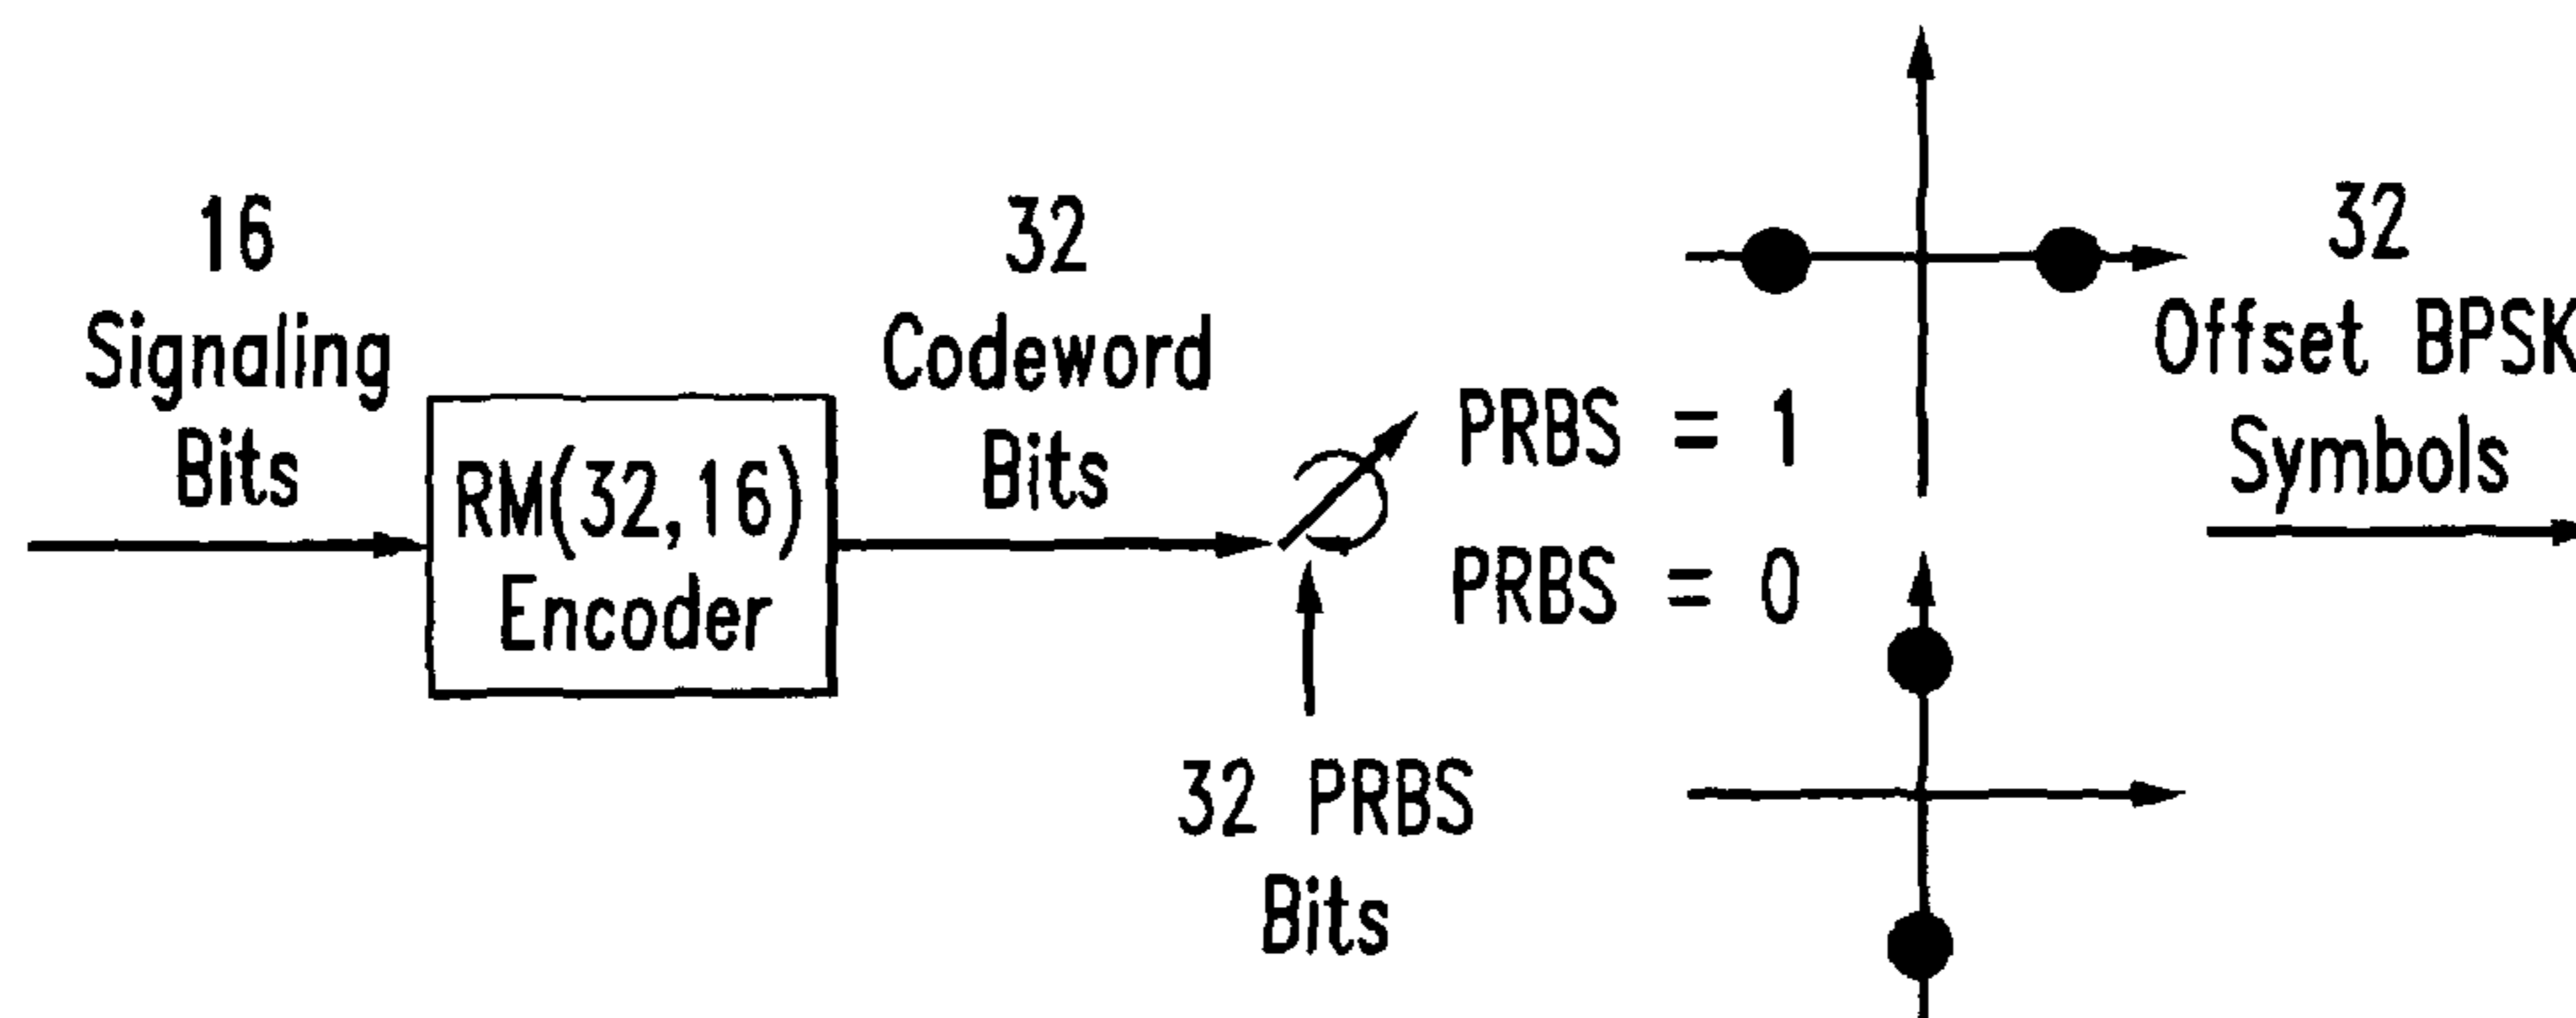 16
Signaling
Bits
RM(32,16)
Encoder
32
Codeword
Bits
32 PRBS
Bits
PRBS = 1
PRBS = 0
32
Offset BPSK
Symbols